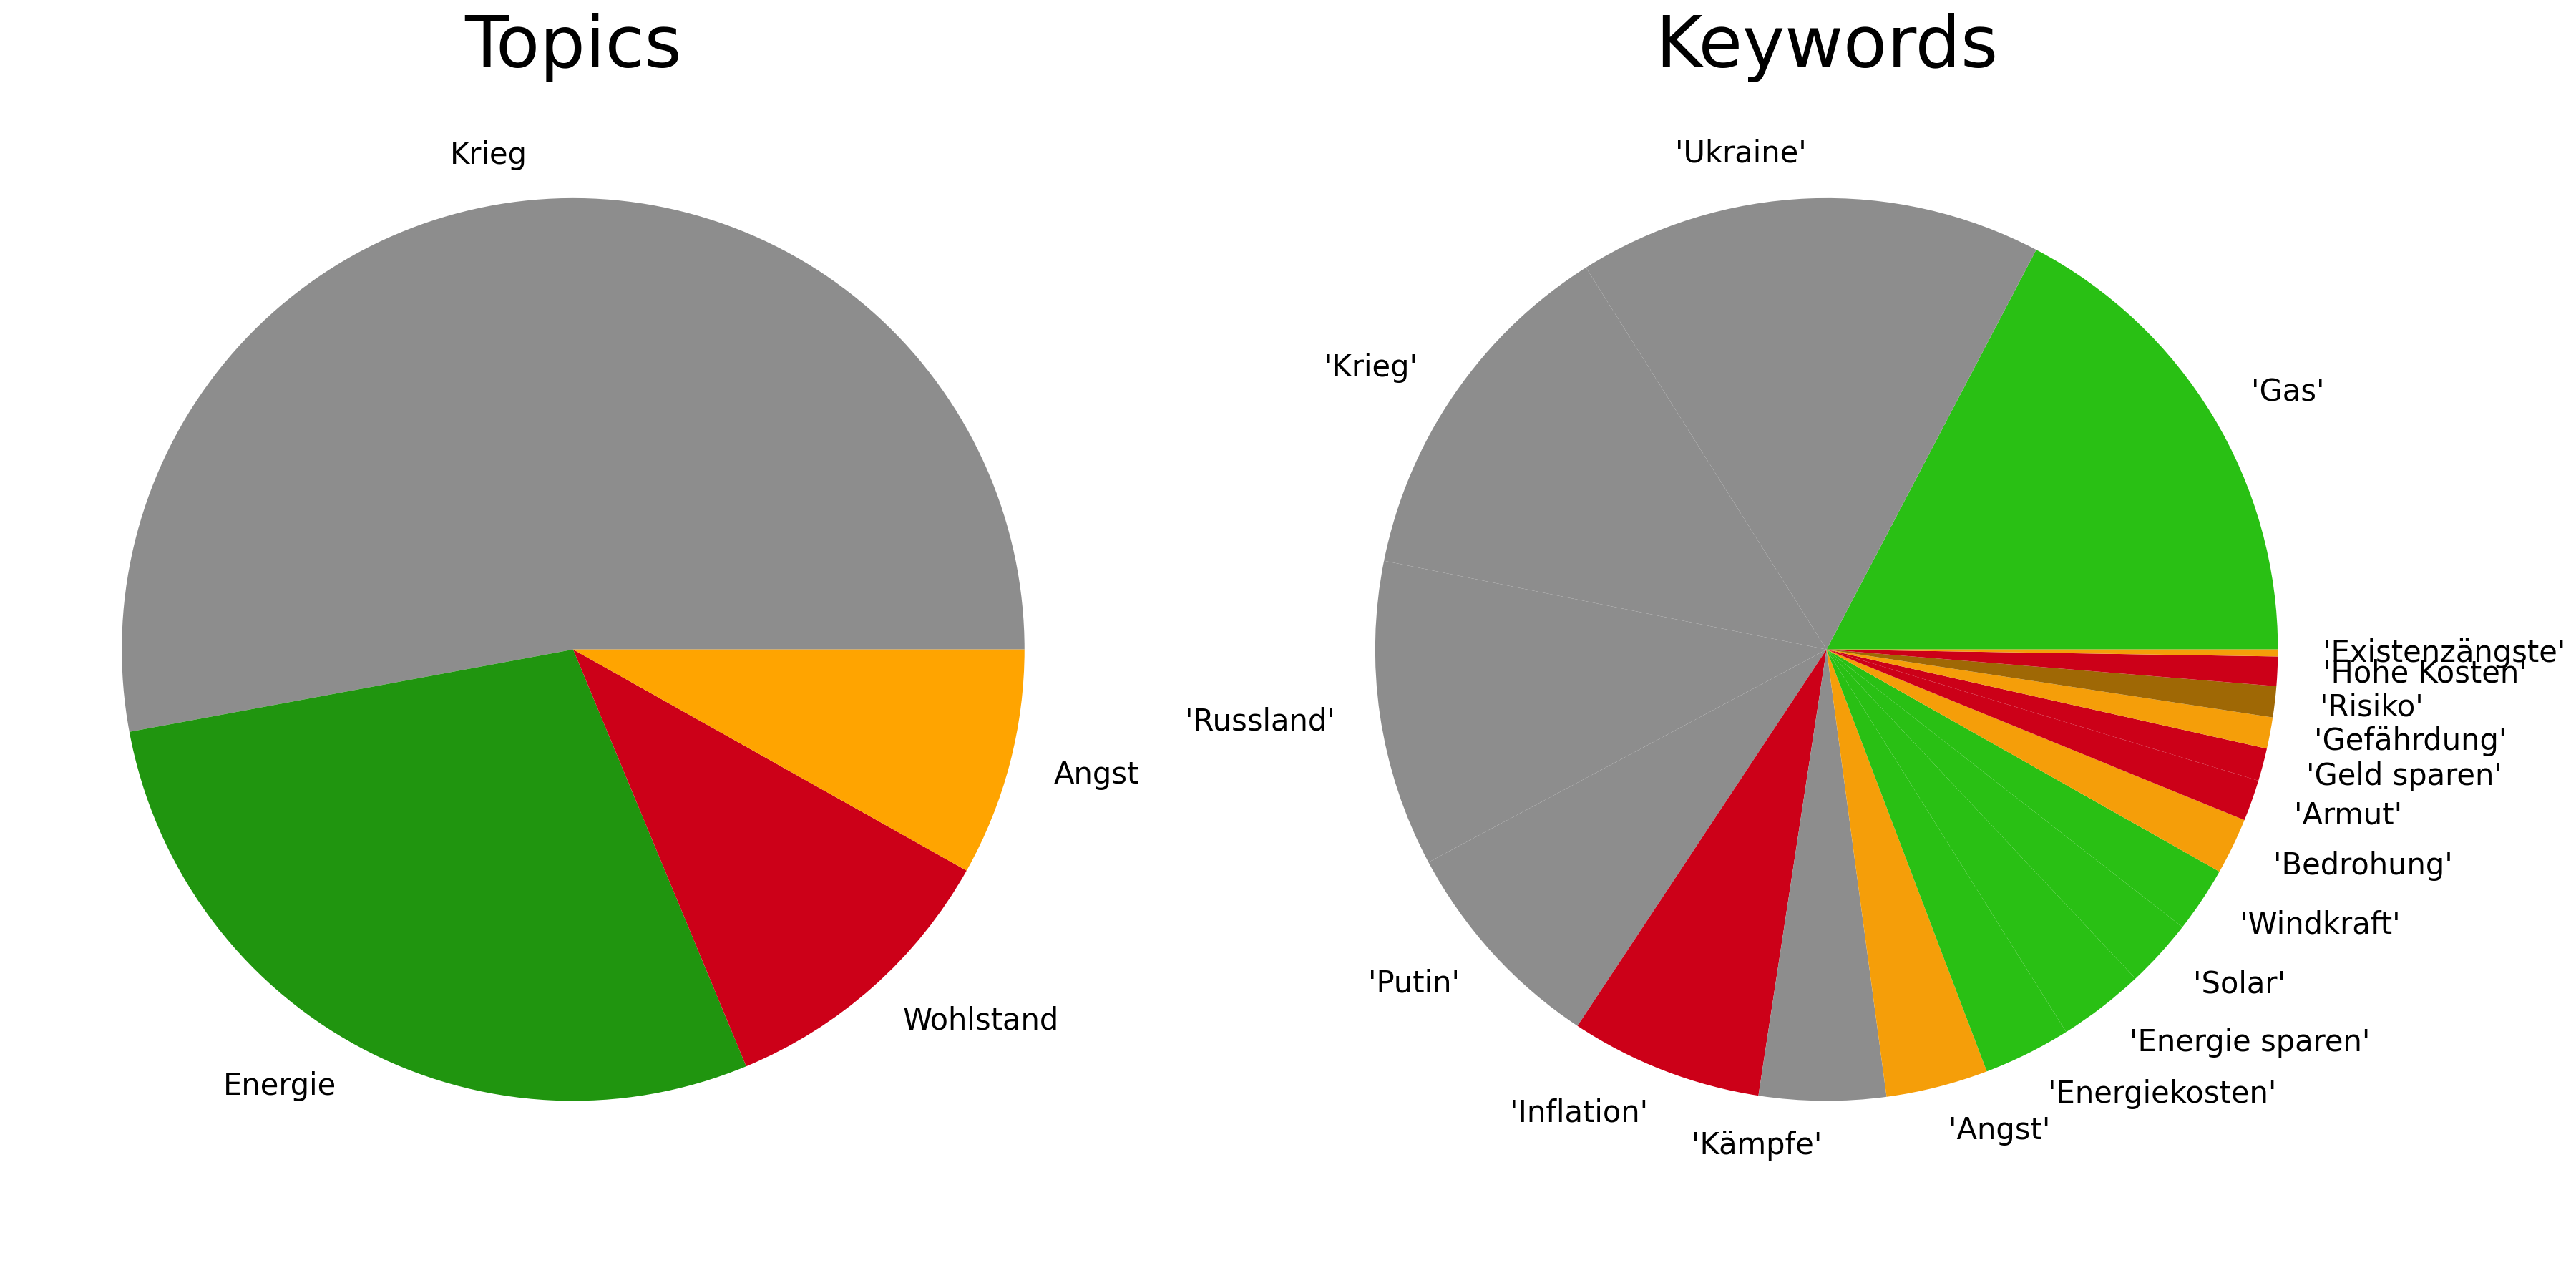 Topics
Krieg
Energie
Wohlstand
Angst
Keywords
'Gas'
'Ukraine'
'Krieg'
'Russland'
'Putin'
'Inflation'
'Kämpfe'
'Angst'
'Energiekosten'
'Energie sparen'
'Solar'
'Windkraft'
'Bedrohung'
'Armut'
'Geld sparen'
'Gefährdung'
'Risiko'
'Hohe Kosten'
'Existenzängste'